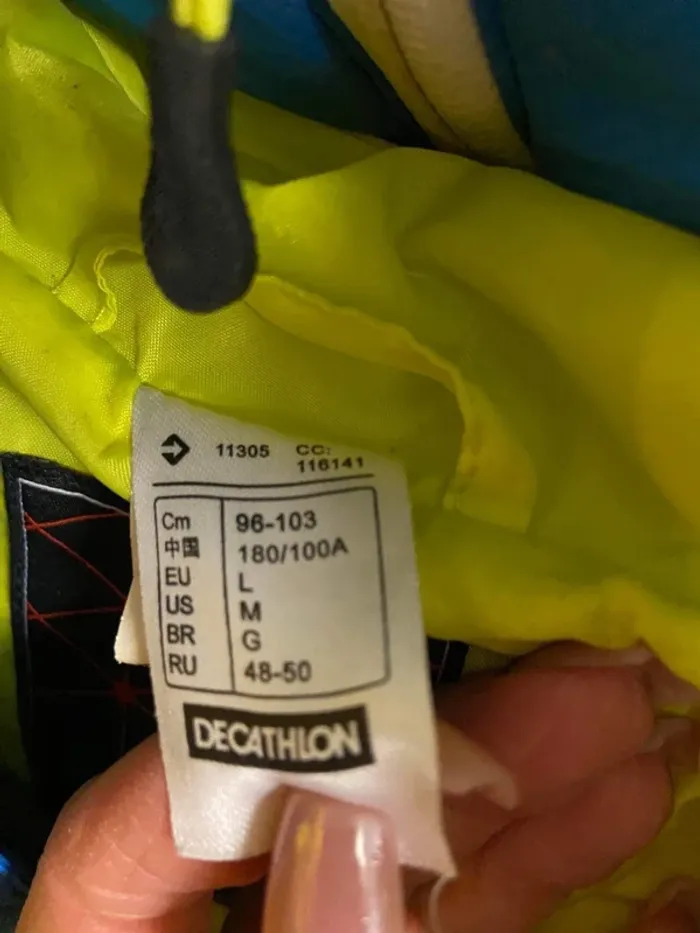 11305 CC:
116141
Cm 96-103
中国 180/100A
EU L
US M
BR G
RU 48-50
DECATHLON